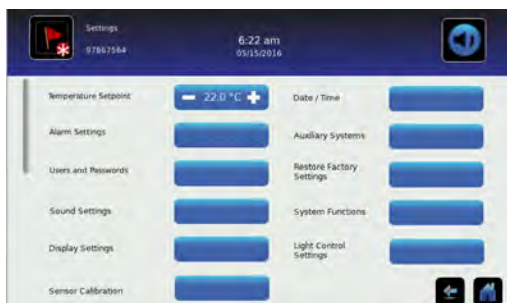 Settings
97867564
6:22 am
05/15/2016
Temperature Setpoint
22.0 °C
Date / Time
Alarm Settings
Auxiliary Systems
Users and Passwords
Restore Factory
Settings
Sound Settings
System Functions
Display Settings
Light Control
Settings
Sensor Calibration